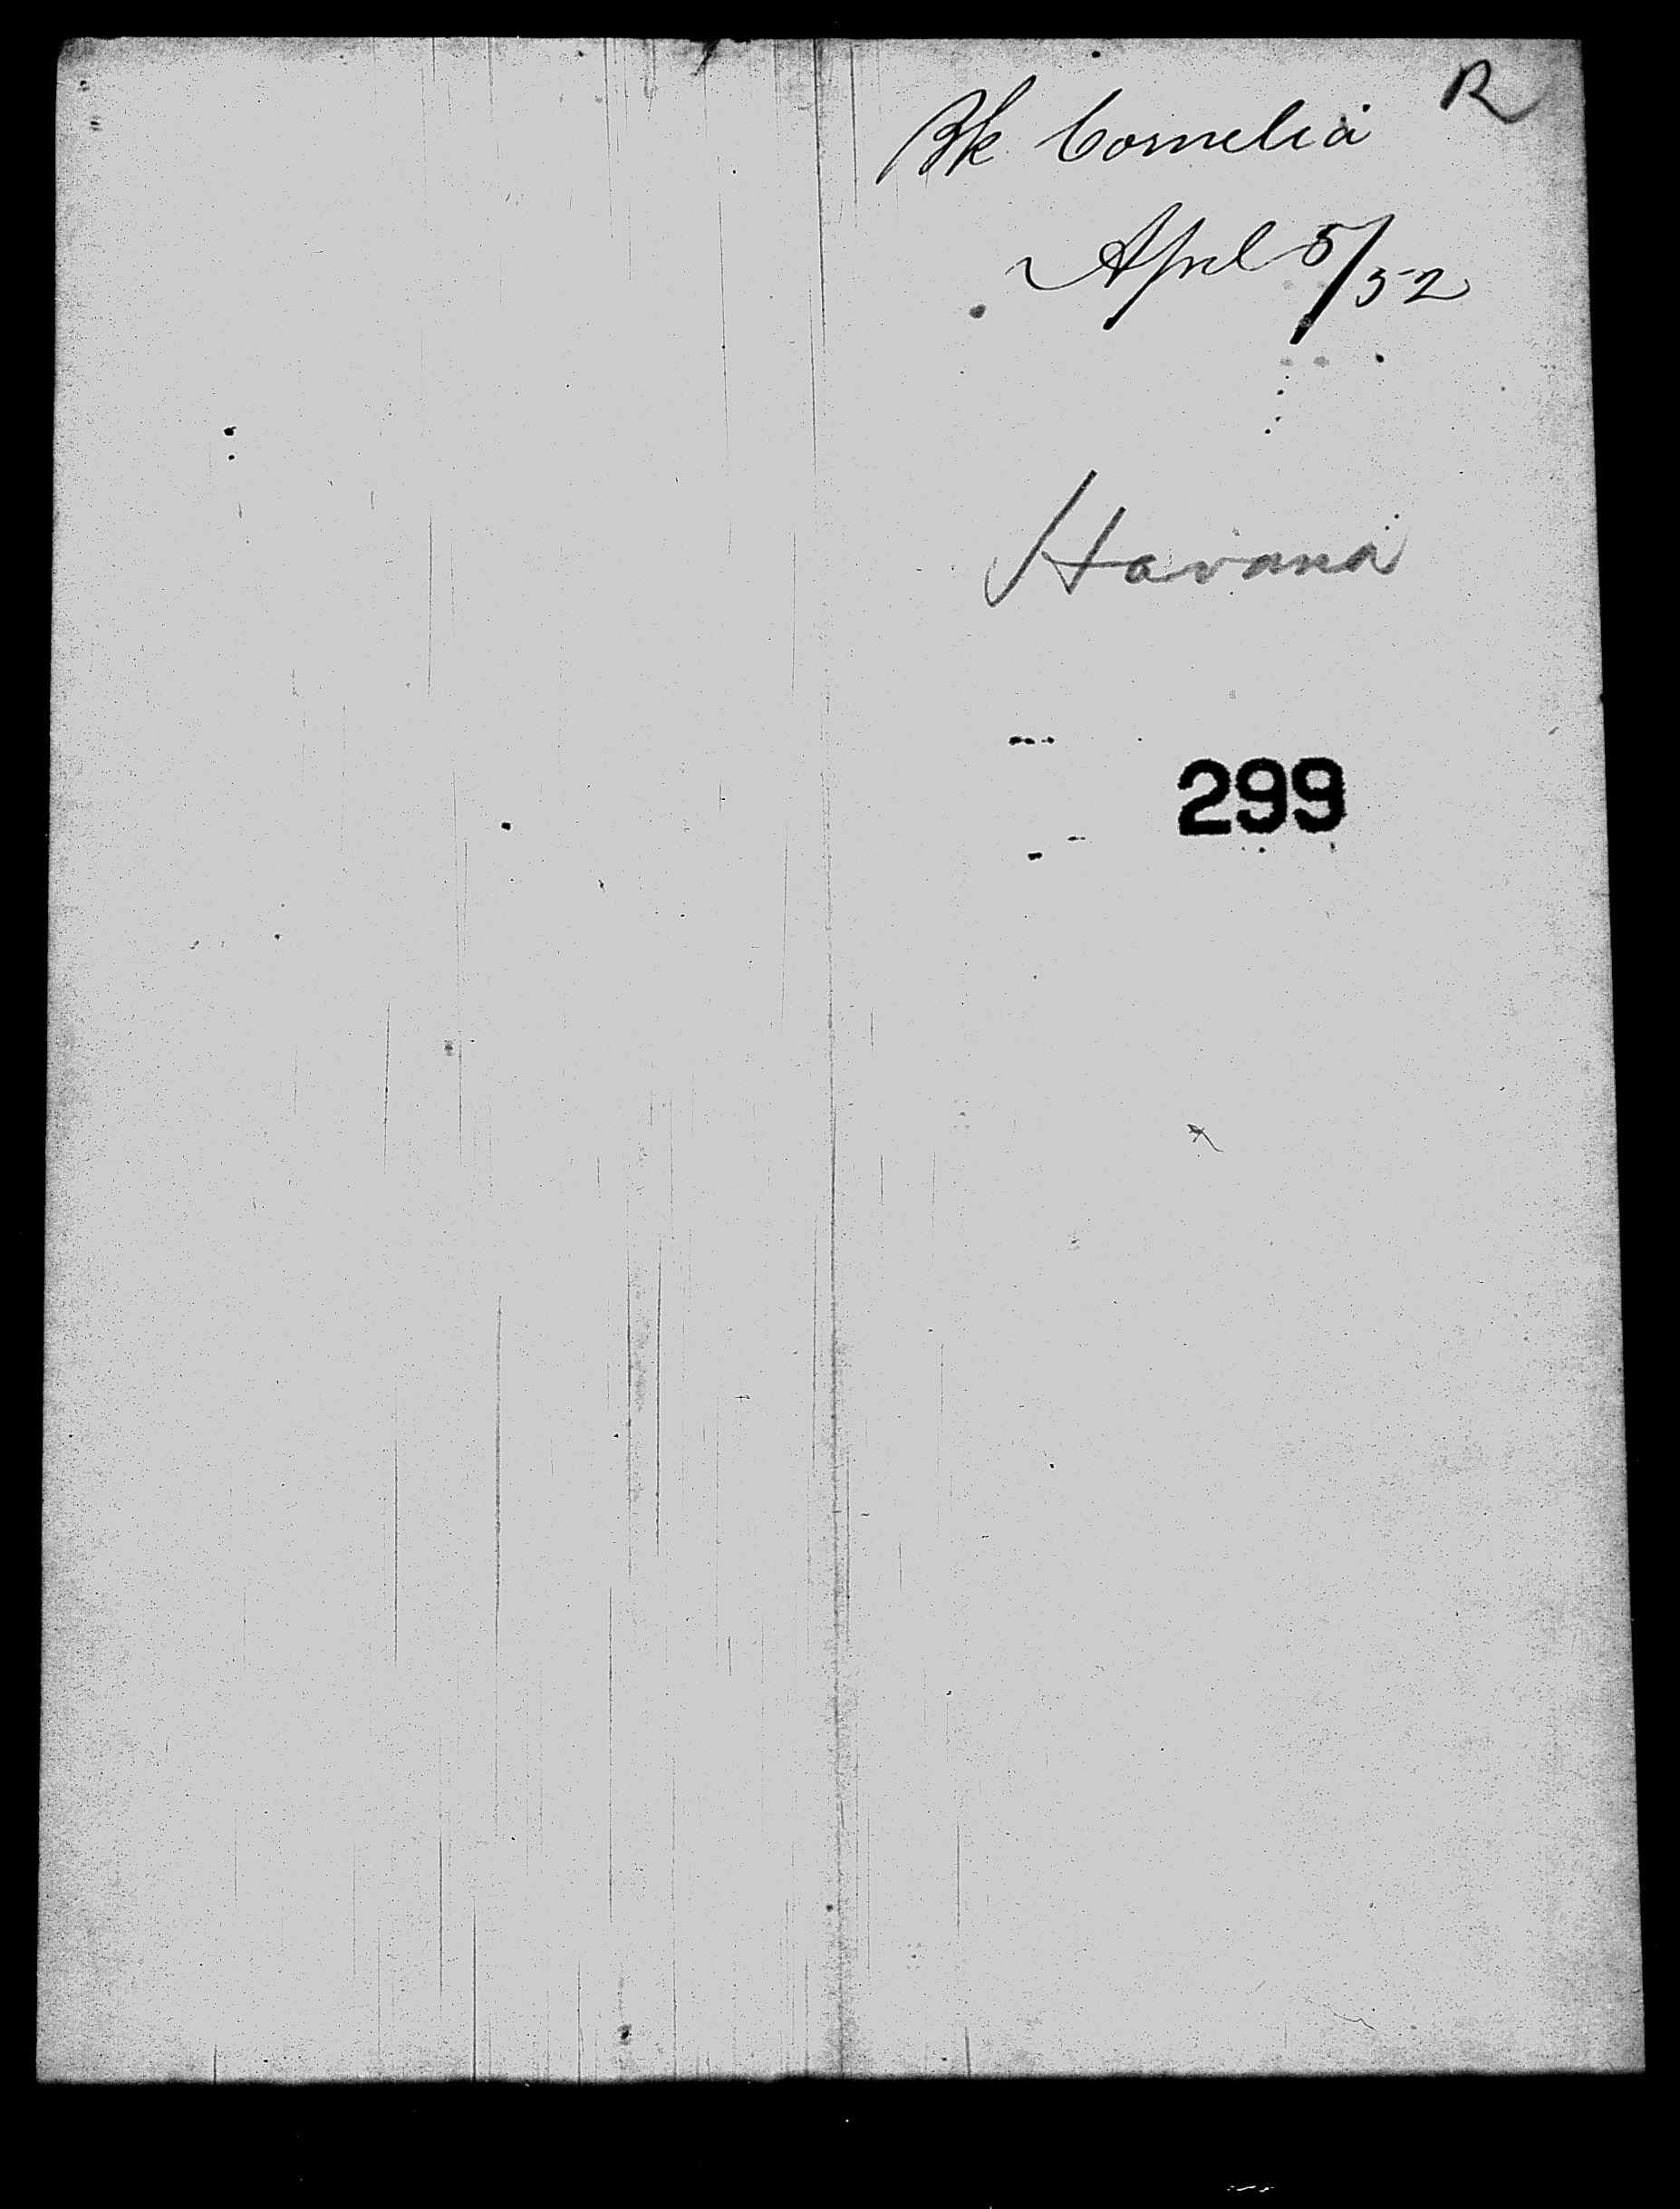 R
Bk Cornelia
April 5/52
Havana
299